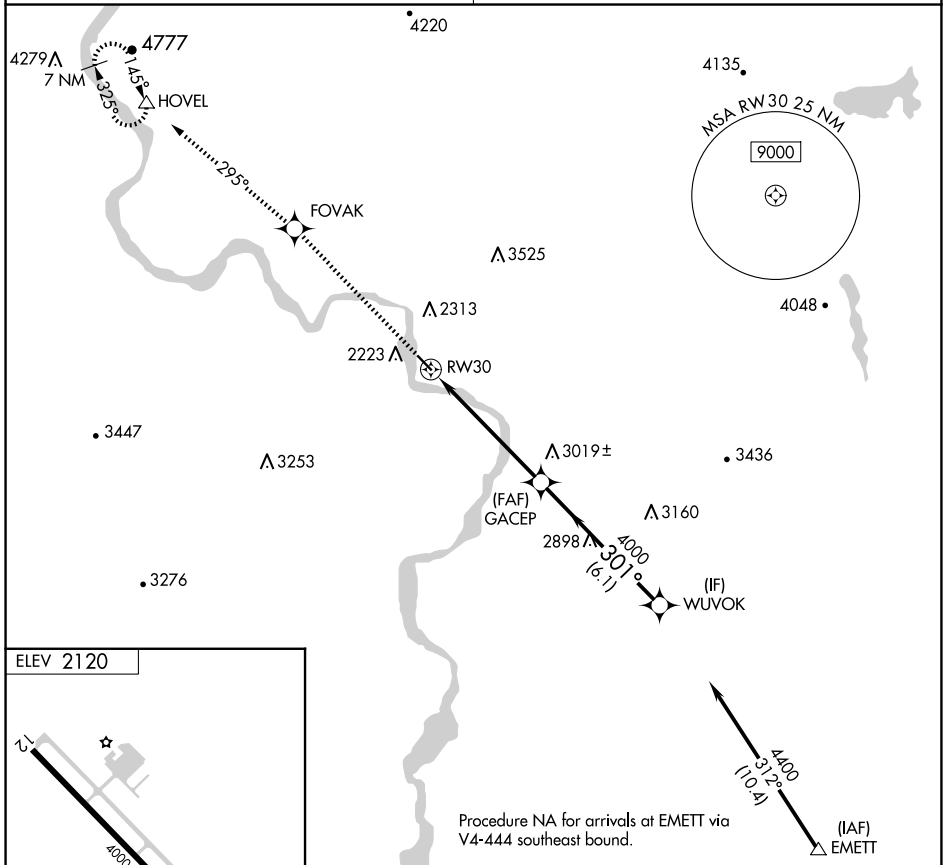 4220
4279
4777
7 NM
145°
325°
HOVEL
4135
MSA RW30 25 NM
9000
295°
FOVAK
3525
2313
4048
2223
RW30
3447
3253
3019±
3436
(FAF)
GACEP
3160
2898
4000
301°
(6.1)
(IF)
WUVOK
3276
ELEV 2120
12
4000
4400
312°
(10.4)
Procedure NA for arrivals at EMETT via
V4-444 southeast bound.
(IAF)
EMETT